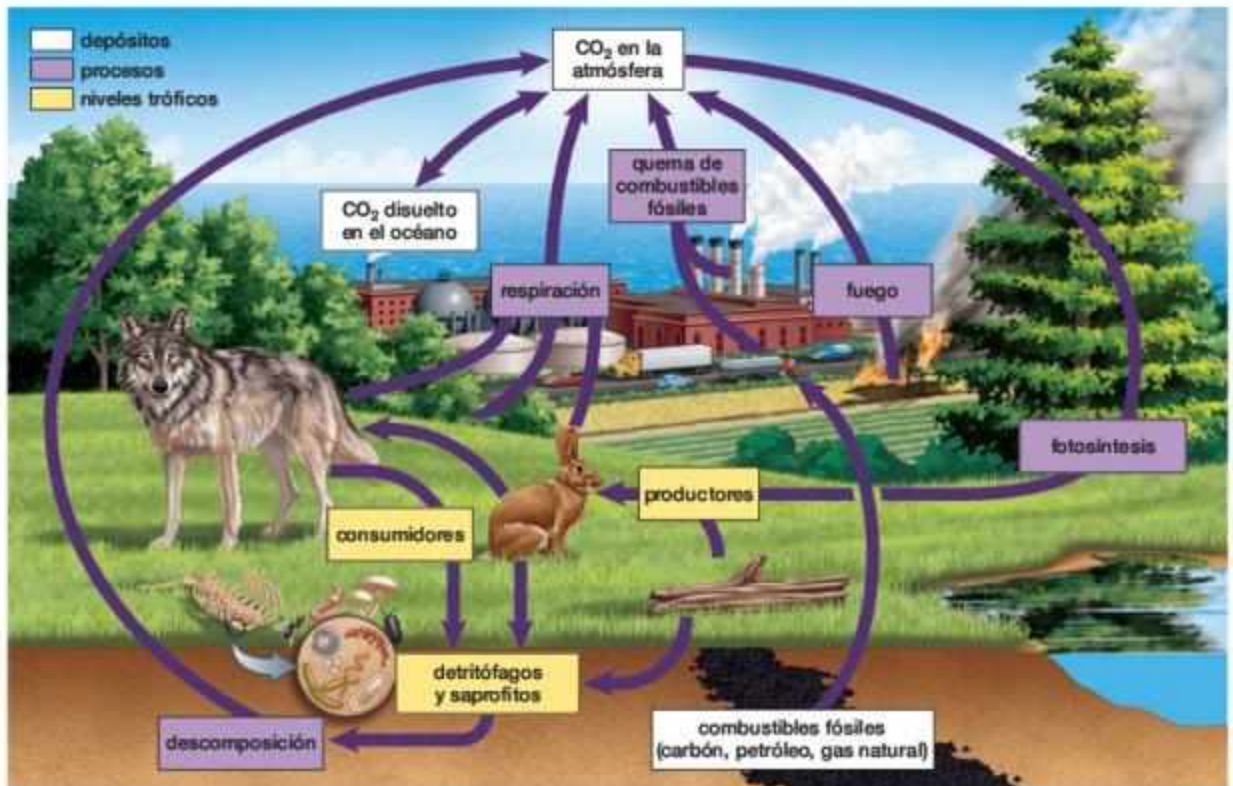 depósitos
procesos
niveles tróficos
CO₂ en la
atmósfera
quema de
combustibles
fósiles
CO₂ disuelto
en el océano
respiración
fuego
fotosíntesis
productores
consumidores
detritófagos
y saprofitos
combustibles fósiles
(carbón, petróleo, gas natural)
descomposición